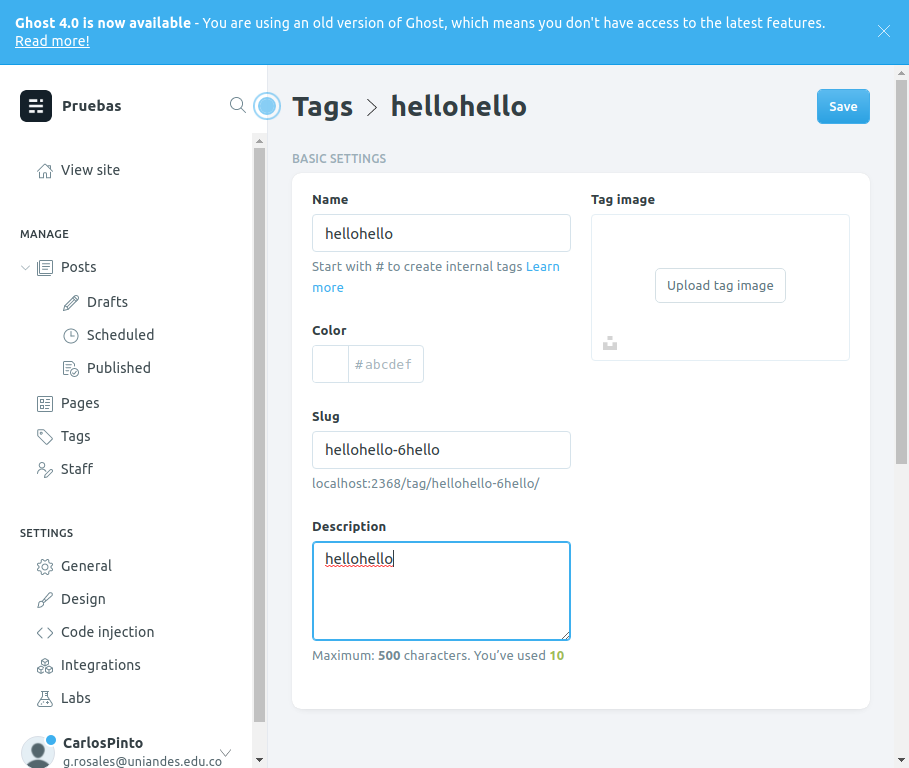 Ghost 4.0 is now available - You are using an old version of Ghost, which means you don't have access to the latest features.
Read more!
Pruebas
View site
MANAGE
Posts
Drafts
Scheduled
Published
Pages
Tags
Staff
SETTINGS
General
Design
Code injection
Integrations
Labs
CarlosPinto
g.rosales@uniandes.edu.co
Tags > hellohello
Save
BASIC SETTINGS
Name
hellohello
Start with # to create internal tags Learn
more
Color
#abcdef
Slug
hellohello-6hello
localhost:2368/tag/hellohello-6hello/
Description
hellohello
Maximum: 500 characters. You’ve used 10
Tag image
Upload tag image